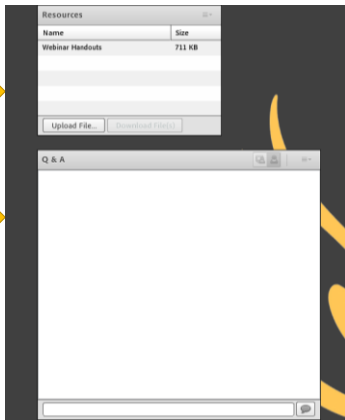 Resources
Name Size
Webinar Handouts 711 KB
Upload File... Download File(s)
Q & A